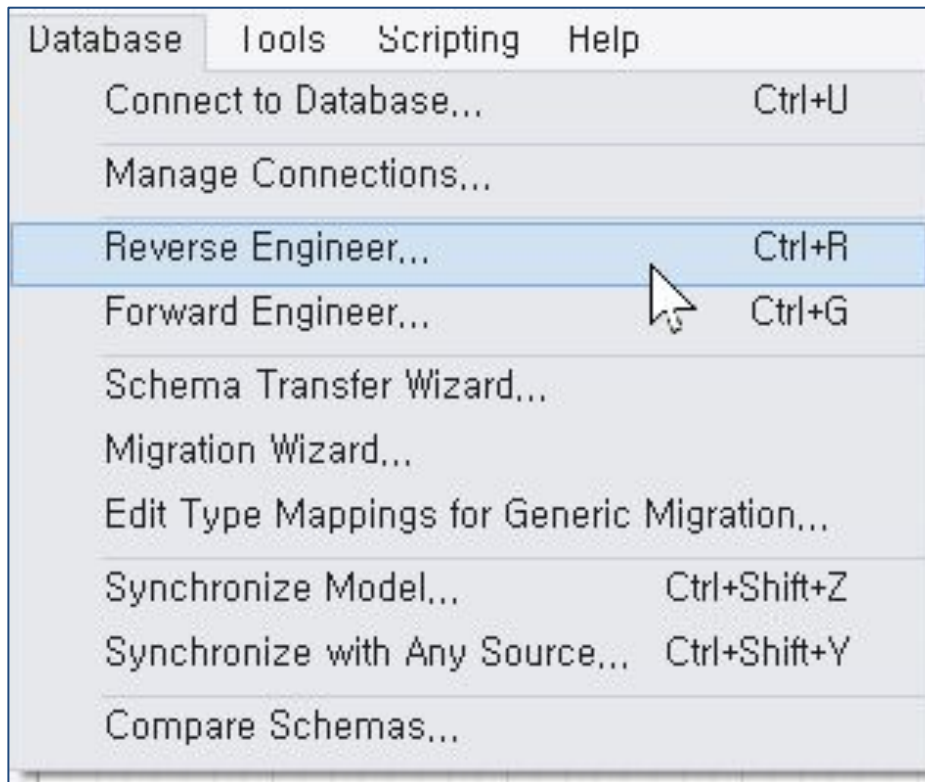 Database Tools Scripting Help
Connect to Database... Ctrl+U
Manage Connections...
Reverse Engineer... Ctrl+R
Forward Engineer... Ctrl+G
Schema Transfer Wizard...
Migration Wizard...
Edit Type Mappings for Generic Migration...
Synchronize Model... Ctrl+Shift+Z
Synchronize with Any Source... Ctrl+Shift+Y
Compare Schemas...